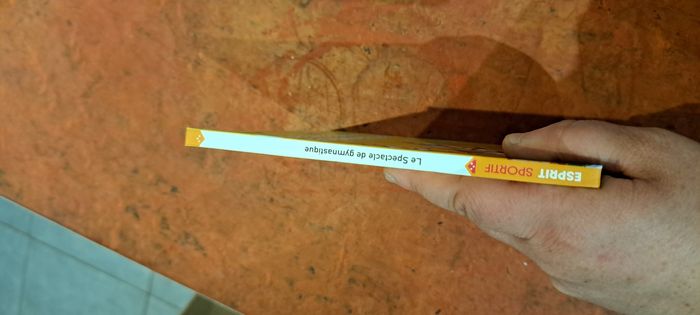 ESPRIT SPORTIF
Le Spectacle de gymnastique